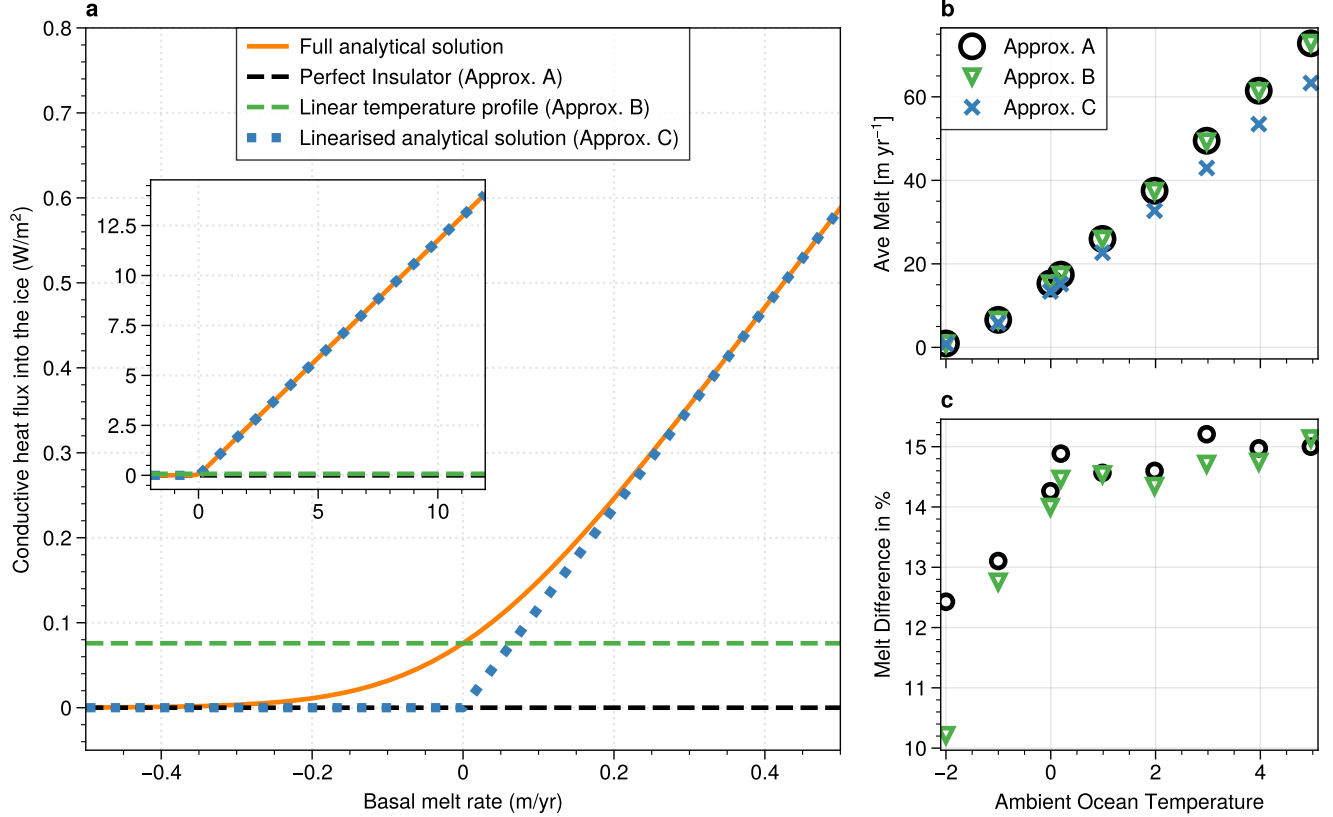 a
Full analytical solution
Perfect Insulator (Approx. A)
Linear temperature profile (Approx. B)
Linearised analytical solution (Approx. C)
Conductive heat flux into the ice (W/m²)
0.8
0.7
0.6
0.5
0.4
0.3
0.2
0.1
0
12.5
10
7.5
5
2.5
0
0 5 10
−0.4 −0.2 0 0.2 0.4
Basal melt rate (m/yr)
b
Approx. A
Approx. B
Approx. C
Ave Melt [m yr⁻¹]
60
40
20
0
c
Melt Difference in %
15
14
13
12
11
10
−2 0 2 4
Ambient Ocean Temperature